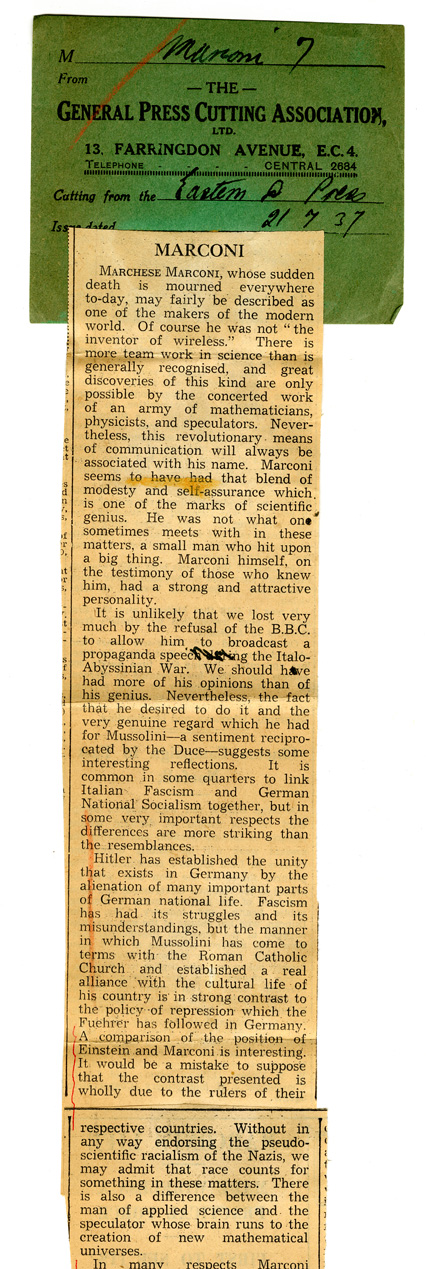 M Marconi 7
From
— THE —
GENERAL PRESS CUTTING ASSOCIATION,
LTD.
13. FARRINGDON AVENUE, E.C.4.
TELEPHONE - - - CENTRAL 2684
Cutting from the Eastern D Press
Issue dated 21 7 37
MARCONI
MARCHESE MARCONI, whose sudden
death is mourned everywhere
to-day, may fairly be described as
one of the makers of the modern
world. Of course he was not "the
inventor of wireless." There is
more team work in science than is
generally recognised, and great
discoveries of this kind are only
possible by the concerted work
of an army of mathematicians,
physicists, and speculators. Never-
theless, this revolutionary means
of communication will always be
associated with his name. Marconi
seems to have had that blend of
modesty and self-assurance which
is one of the marks of scientific
genius. He was not what one
sometimes meets with in these
matters, a small man who hit upon
a big thing. Marconi himself, on
the testimony of those who knew
him, had a strong and attractive
personality.
It is unlikely that we lost very
much by the refusal of the B.B.C.
to allow him to broadcast a
propaganda speech the Italo-
Abyssinian War. We should have
had more of his opinions than of
his genius. Nevertheless, the fact
that he desired to do it and the
very genuine regard which he had
for Mussolini—a sentiment recipro-
cated by the Duce—suggests some
interesting reflections. It is
common in some quarters to link
Italian Fascism and German
National Socialism together, but in
some very important respects the
differences are more striking than
the resemblances.
Hitler has established the unity
that exists in Germany by the
alienation of many important parts
of German national life. Fascism
has had its struggles and its
misunderstandings, but the manner
in which Mussolini has come to
terms with the Roman Catholic
Church and established a real
alliance with the cultural life of
his country is in strong contrast to
the policy of repression which the
Fuehrer has followed in Germany.
A comparison of the position of
Einstein and Marconi is interesting.
It would be a mistake to suppose
that the contrast presented is
wholly due to the rulers of their
respective countries. Without in
any way endorsing the pseudo-
scientific racialism of the Nazis, we
may admit that race counts for
something in these matters. There
is also a difference between the
man of applied science and the
speculator whose brain runs to the
creation of new mathematical
universes.
In many respects Marconi